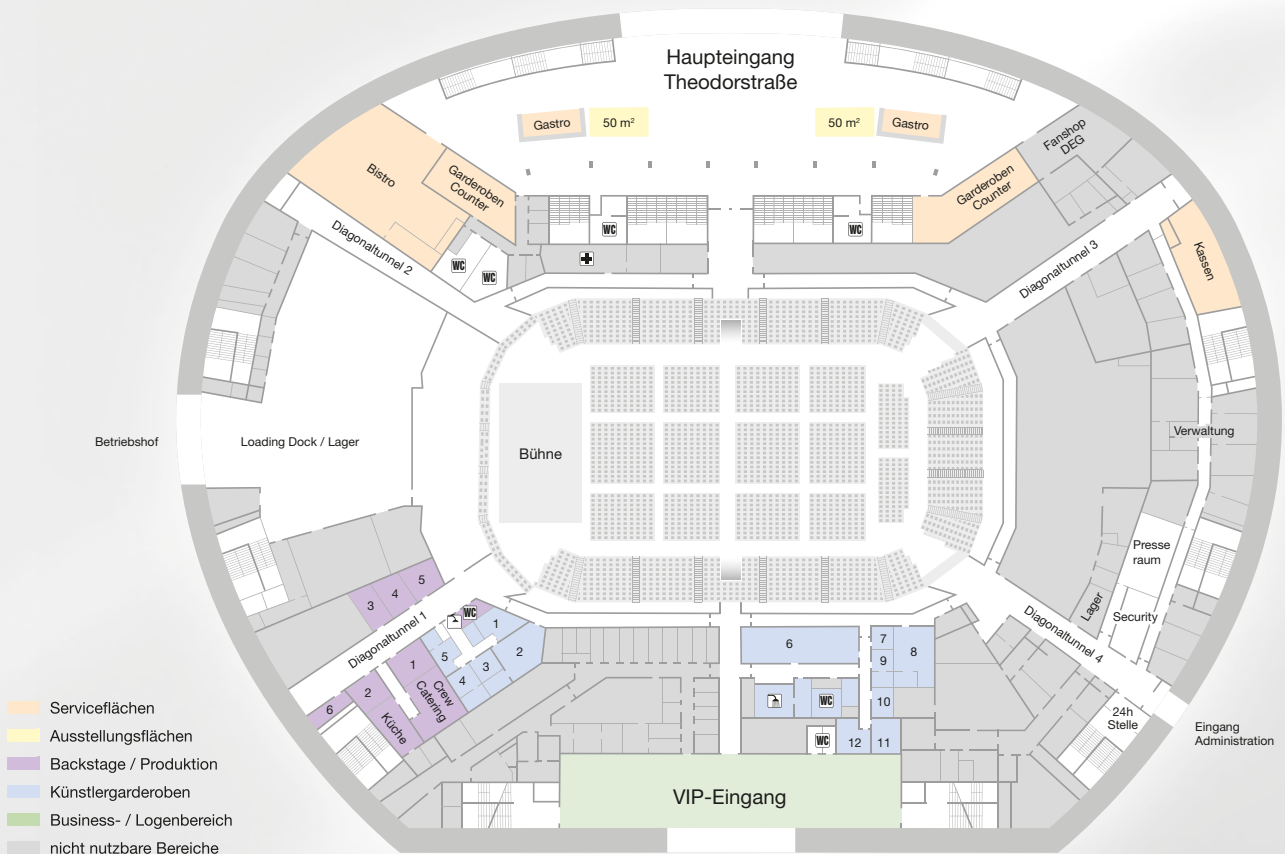 Haupteingang
Theodorstraße
Gastro
50 m²
50 m²
Gastro
Fanshop
DEG
Bistro
Garderoben
Counter
Garderoben
Counter
WC
WC
Diagonaltunnel 2
WC
WC
Diagonaltunnel 3
Kassen
Betriebshof
Loading Dock / Lager
Bühne
Verwaltung
Presse
raum
Lager
Security
3
4
5
Diagonaltunnel 1
WC
1
2
5
3
4
1
Crew
Catering
2
Küche
6
6
7
8
9
10
WC
WC
12
11
Diagonaltunnel 4
24h
Stelle
Eingang
Administration
VIP-Eingang
Serviceflächen
Ausstellungsflächen
Backstage / Produktion
Künstlergarderoben
Business- / Logenbereich
nicht nutzbare Bereiche